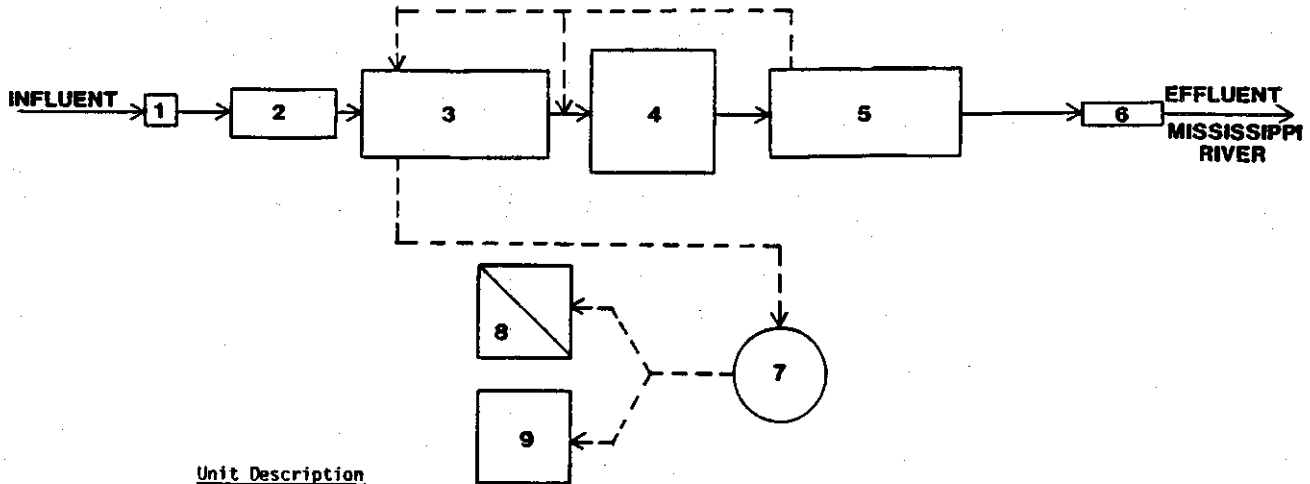 INFLUENT
1
2
3
4
5
6
EFFLUENT
MISSISSIPPI
RIVER
8
7
9
Unit Description